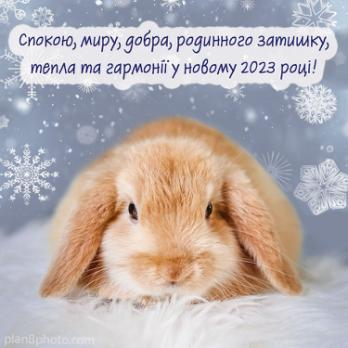 Спокою, миру, добра, родинного затишку,
тепла та гармонії у новому 2023 році!
plan8photo.com